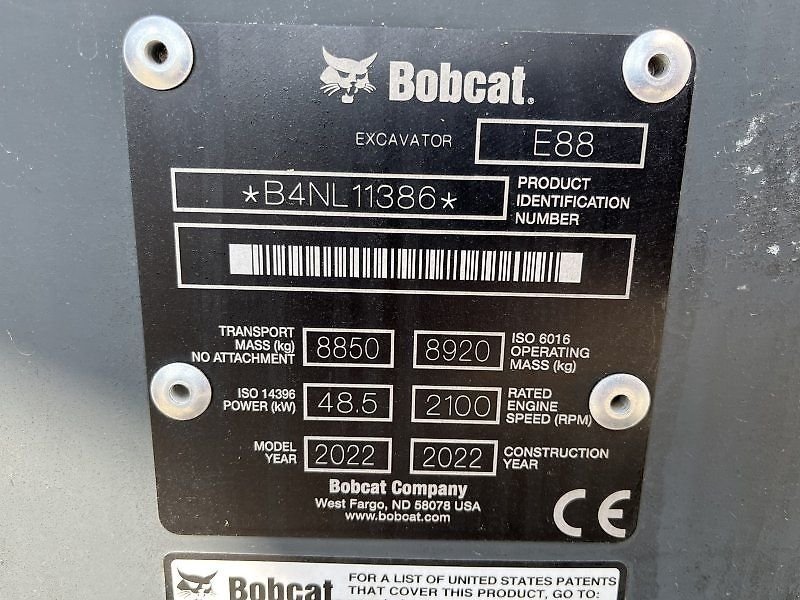 Bobcat®
EXCAVATOR E88
*B4NL11386*
PRODUCT
IDENTIFICATION
NUMBER
TRANSPORT
MASS (kg)
NO ATTACHMENT
8850
8920
ISO 6016
OPERATING
MASS (kg)
ISO 14396
POWER (kW)
48.5
2100
RATED
ENGINE
SPEED (RPM)
MODEL
YEAR
2022
2022
CONSTRUCTION
YEAR
Bobcat Company
West Fargo, ND 58078 USA
www.bobcat.com
CE
Bobcat
FOR A LIST OF UNITED STATES PATENTS
THAT COVER THIS PRODUCT, GO TO: